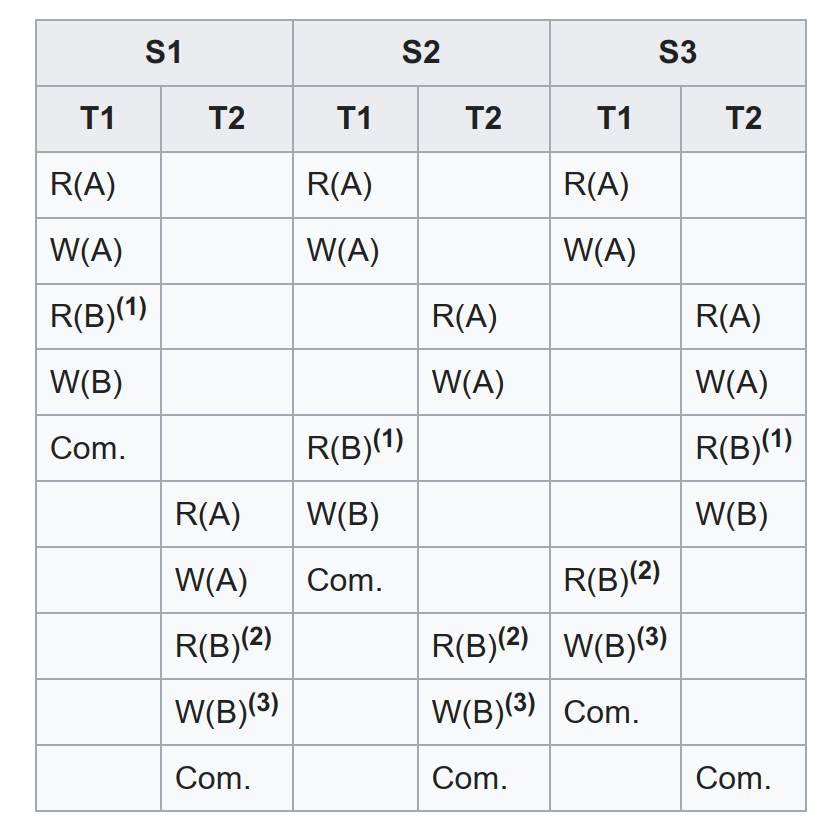 S1 S2 S3
T1 T2 T1 T2 T1 T2
R(A) R(A) R(A)
W(A) W(A) W(A)
R(B)(1) R(A) R(A)
W(B) W(A) W(A)
Com. R(B)(1) R(B)(1)
R(A) W(B) W(B)
W(A) Com. R(B)(2)
R(B)(2) R(B)(2) W(B)(3)
W(B)(3) W(B)(3) Com.
Com. Com. Com.